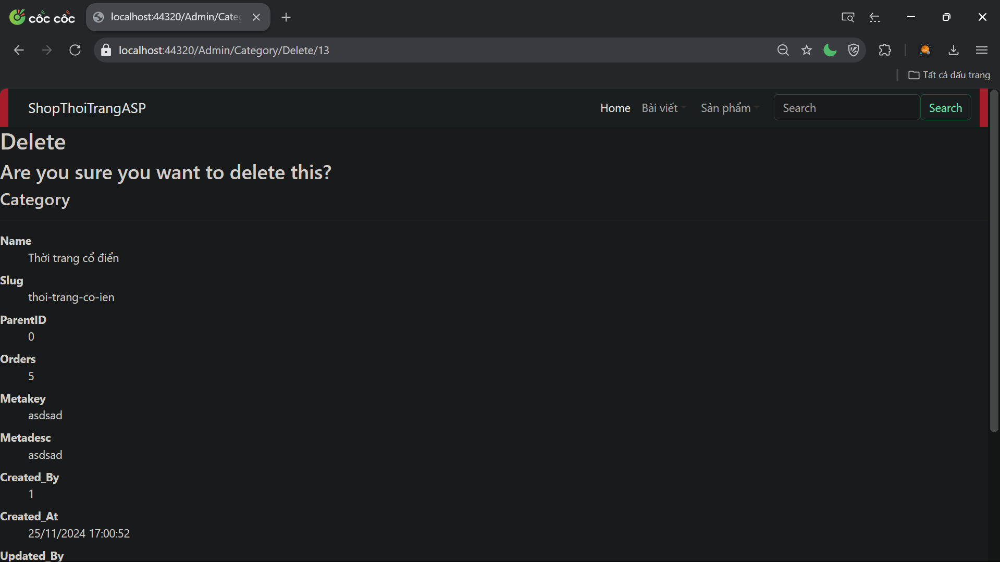 cốc cốc
localhost:44320/Admin/Cate
localhost:44320/Admin/Category/Delete/13
Tất cả dấu trang
ShopThoiTrangASP
Home Bài viết Sản phẩm Search Search
Delete
Are you sure you want to delete this?
Category
Name
Thời trang cổ điển
Slug
thoi-trang-co-ien
ParentID
0
Orders
5
Metakey
asdsad
Metadesc
asdsad
Created_By
1
Created_At
25/11/2024 17:00:52
Updated_By